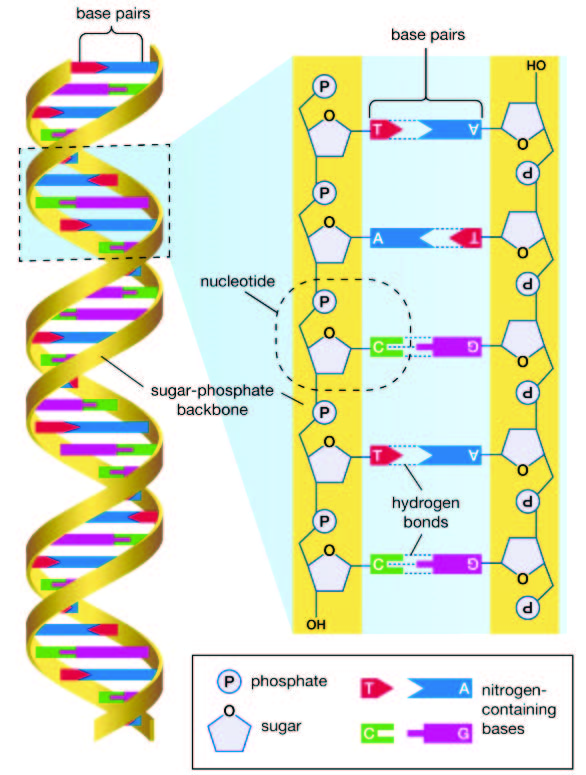 base pairs
base pairs
HO
P
O
T
A
O
P
P
O
A
T
O
P
nucleotide
P
O
C
G
O
P
sugar-phosphate
backbone
P
O
T
A
O
P
hydrogen
bonds
P
O
C
G
O
P
OH
P phosphate
O
sugar
T A
C G
nitrogen-
containing
bases